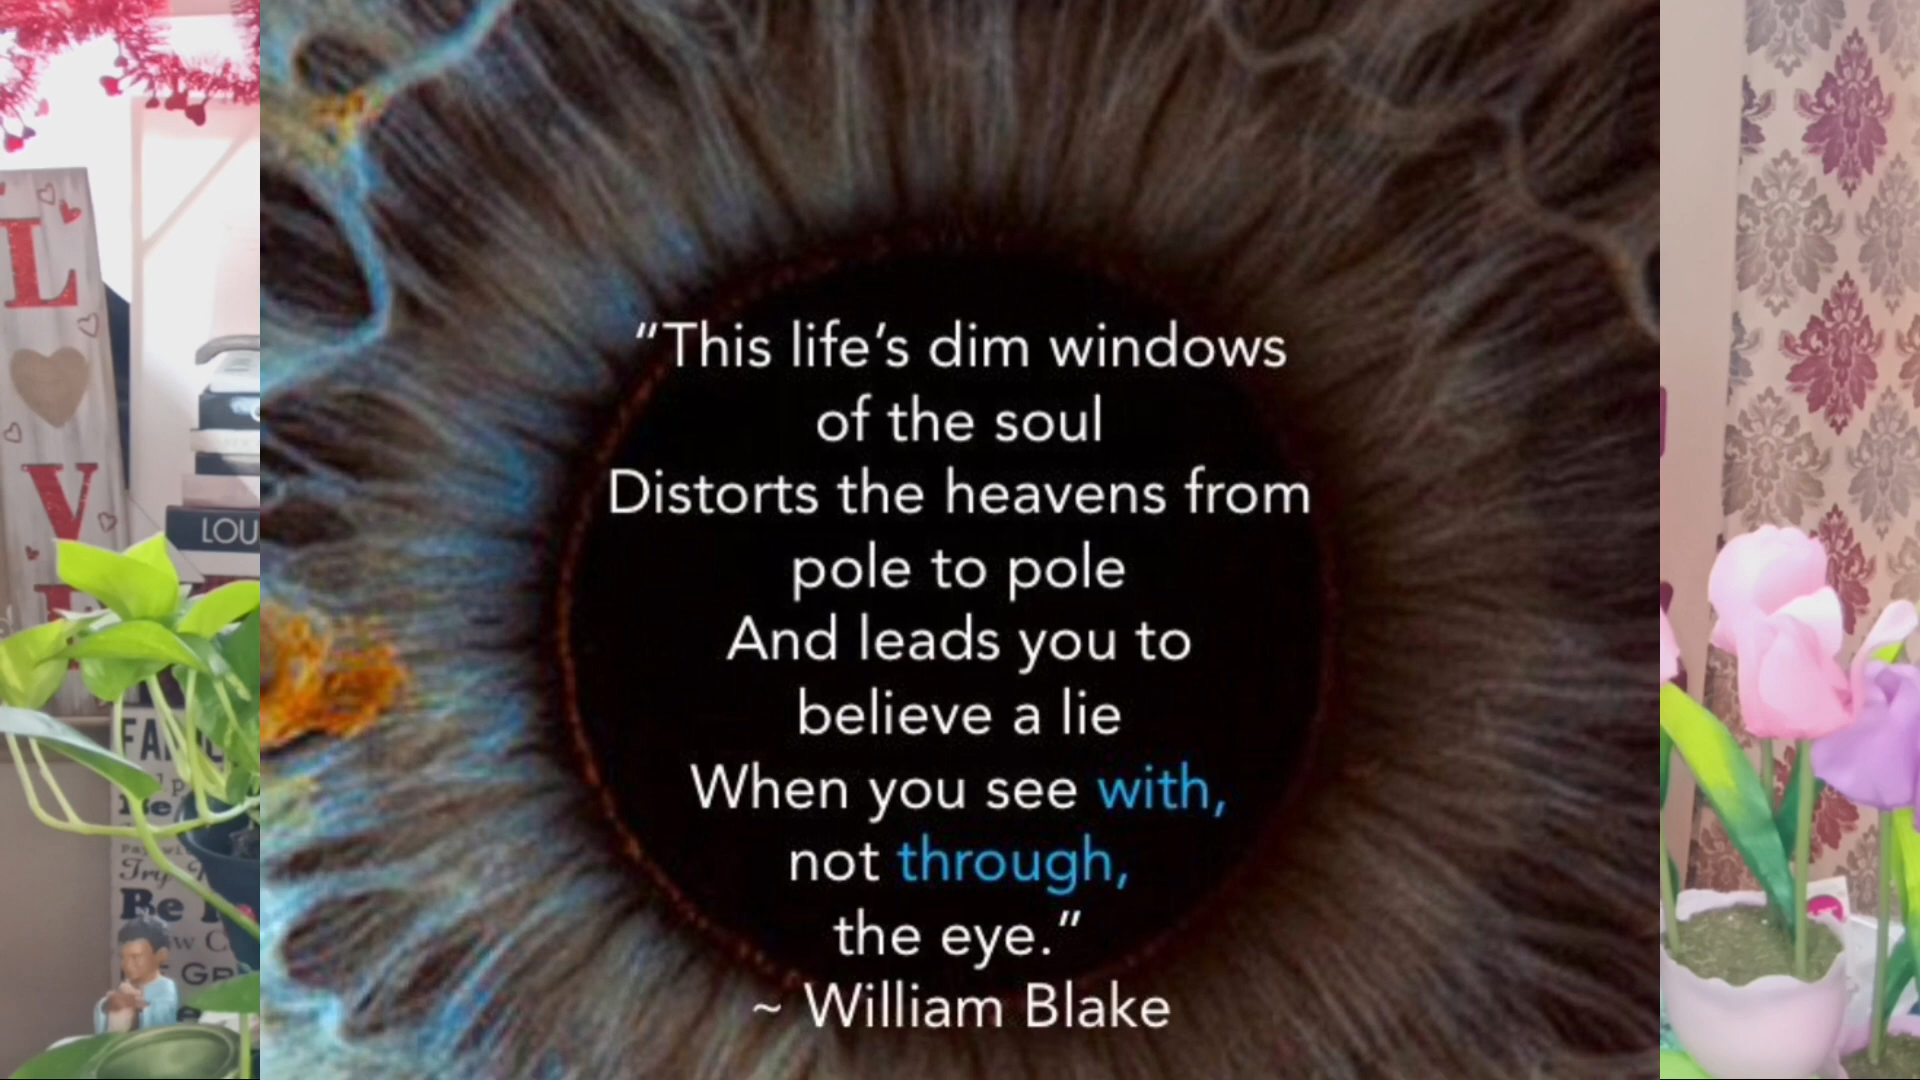 L
V
LOU
“This life’s dim windows
of the soul
Distorts the heavens from
pole to pole
And leads you to
believe a lie
When you see with,
not through,
the eye.”
~ William Blake
Be